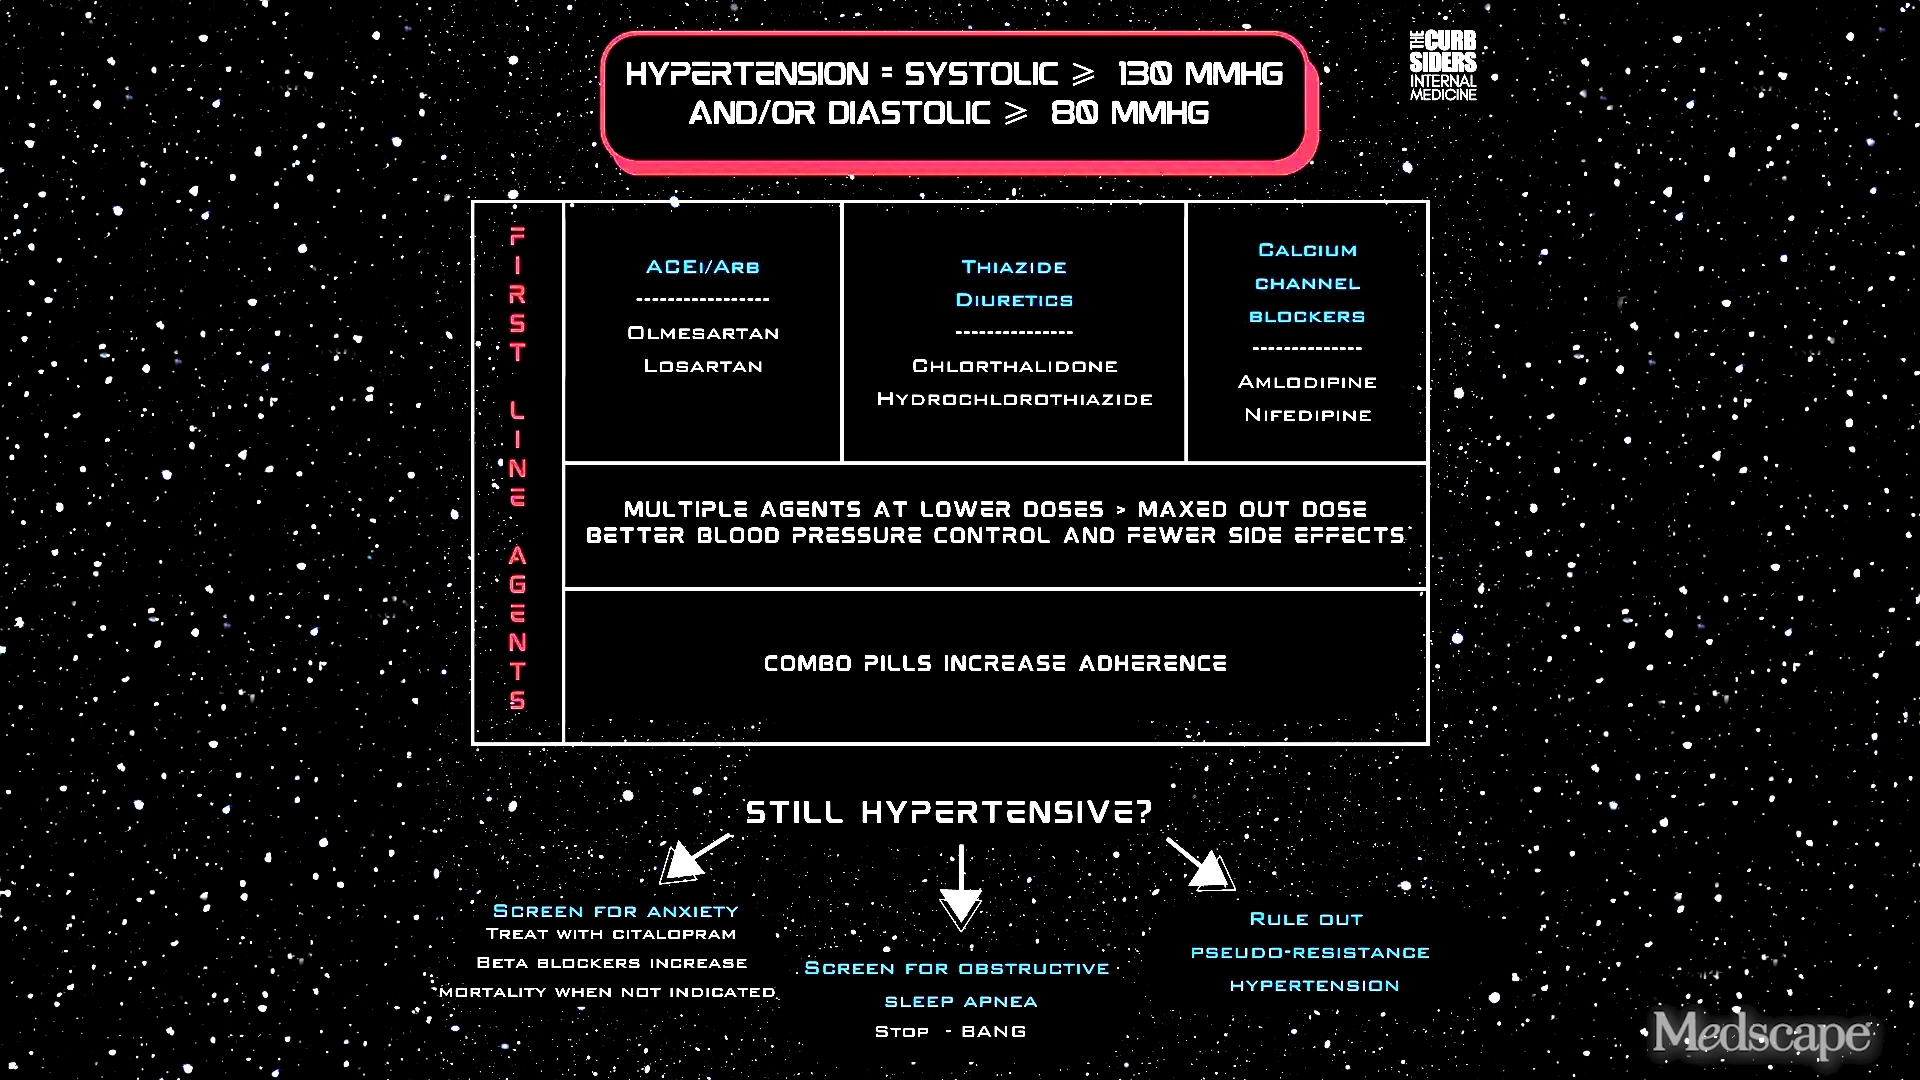 HYPERTENSION = SYSTOLIC ⩾ 130 MMHG
AND/OR DIASTOLIC ⩾ 80 MMHG
THE CURB
SIDERS
INTERNAL
MEDICINE
FIRST LINE AGENTS
ACEi/Arb
-----------------
Olmesartan
Losartan
Thiazide
Diuretics
---------------
Chlorthalidone
Hydrochlorothiazide
Calcium
channel
blockers
--------------
Amlodipine
Nifedipine
MULTIPLE AGENTS AT LOWER DOSES > MAXED OUT DOSE
BETTER BLOOD PRESSURE CONTROL AND FEWER SIDE EFFECTS
COMBO PILLS INCREASE ADHERENCE
STILL HYPERTENSIVE?
Screen for anxiety
Treat with citalopram
Beta blockers increase
mortality when not indicated
Screen for obstructive
sleep apnea
Stop - BANG
Rule out
pseudo-resistance
hypertension
Medscape